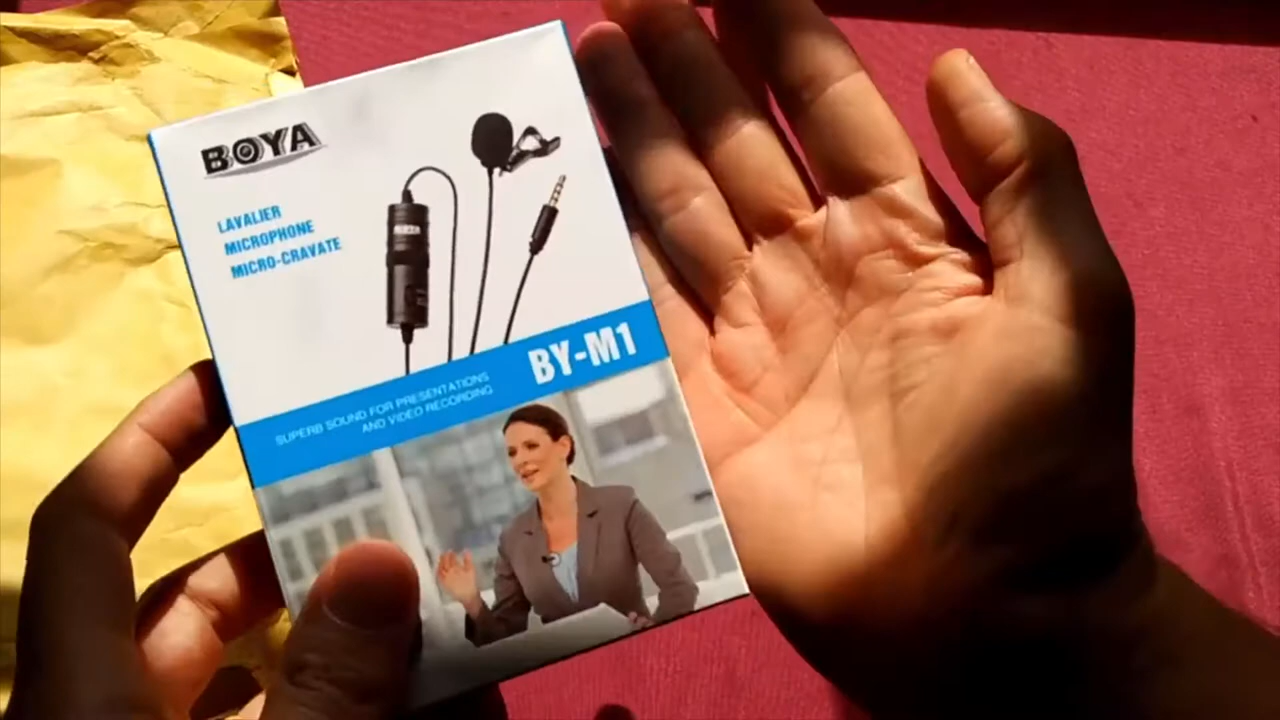 BOYA
LAVALIER
MICROPHONE
MICRO-CRAVATE
BY-M1
SUPERB SOUND FOR PRESENTATIONS
AND VIDEO RECORDING